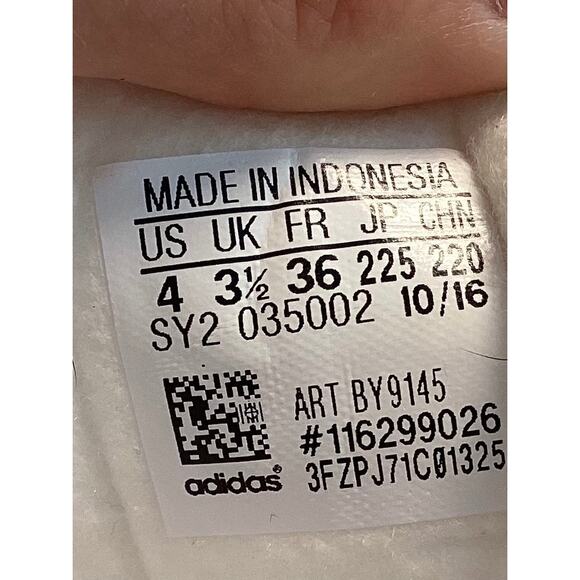 MADE IN INDONESIA
US UK FR JP CHN
4 3½ 36 225 220
SY2 035002 10/16
ART BY9145
#116299026
3FZPJ71C01325
adidas®